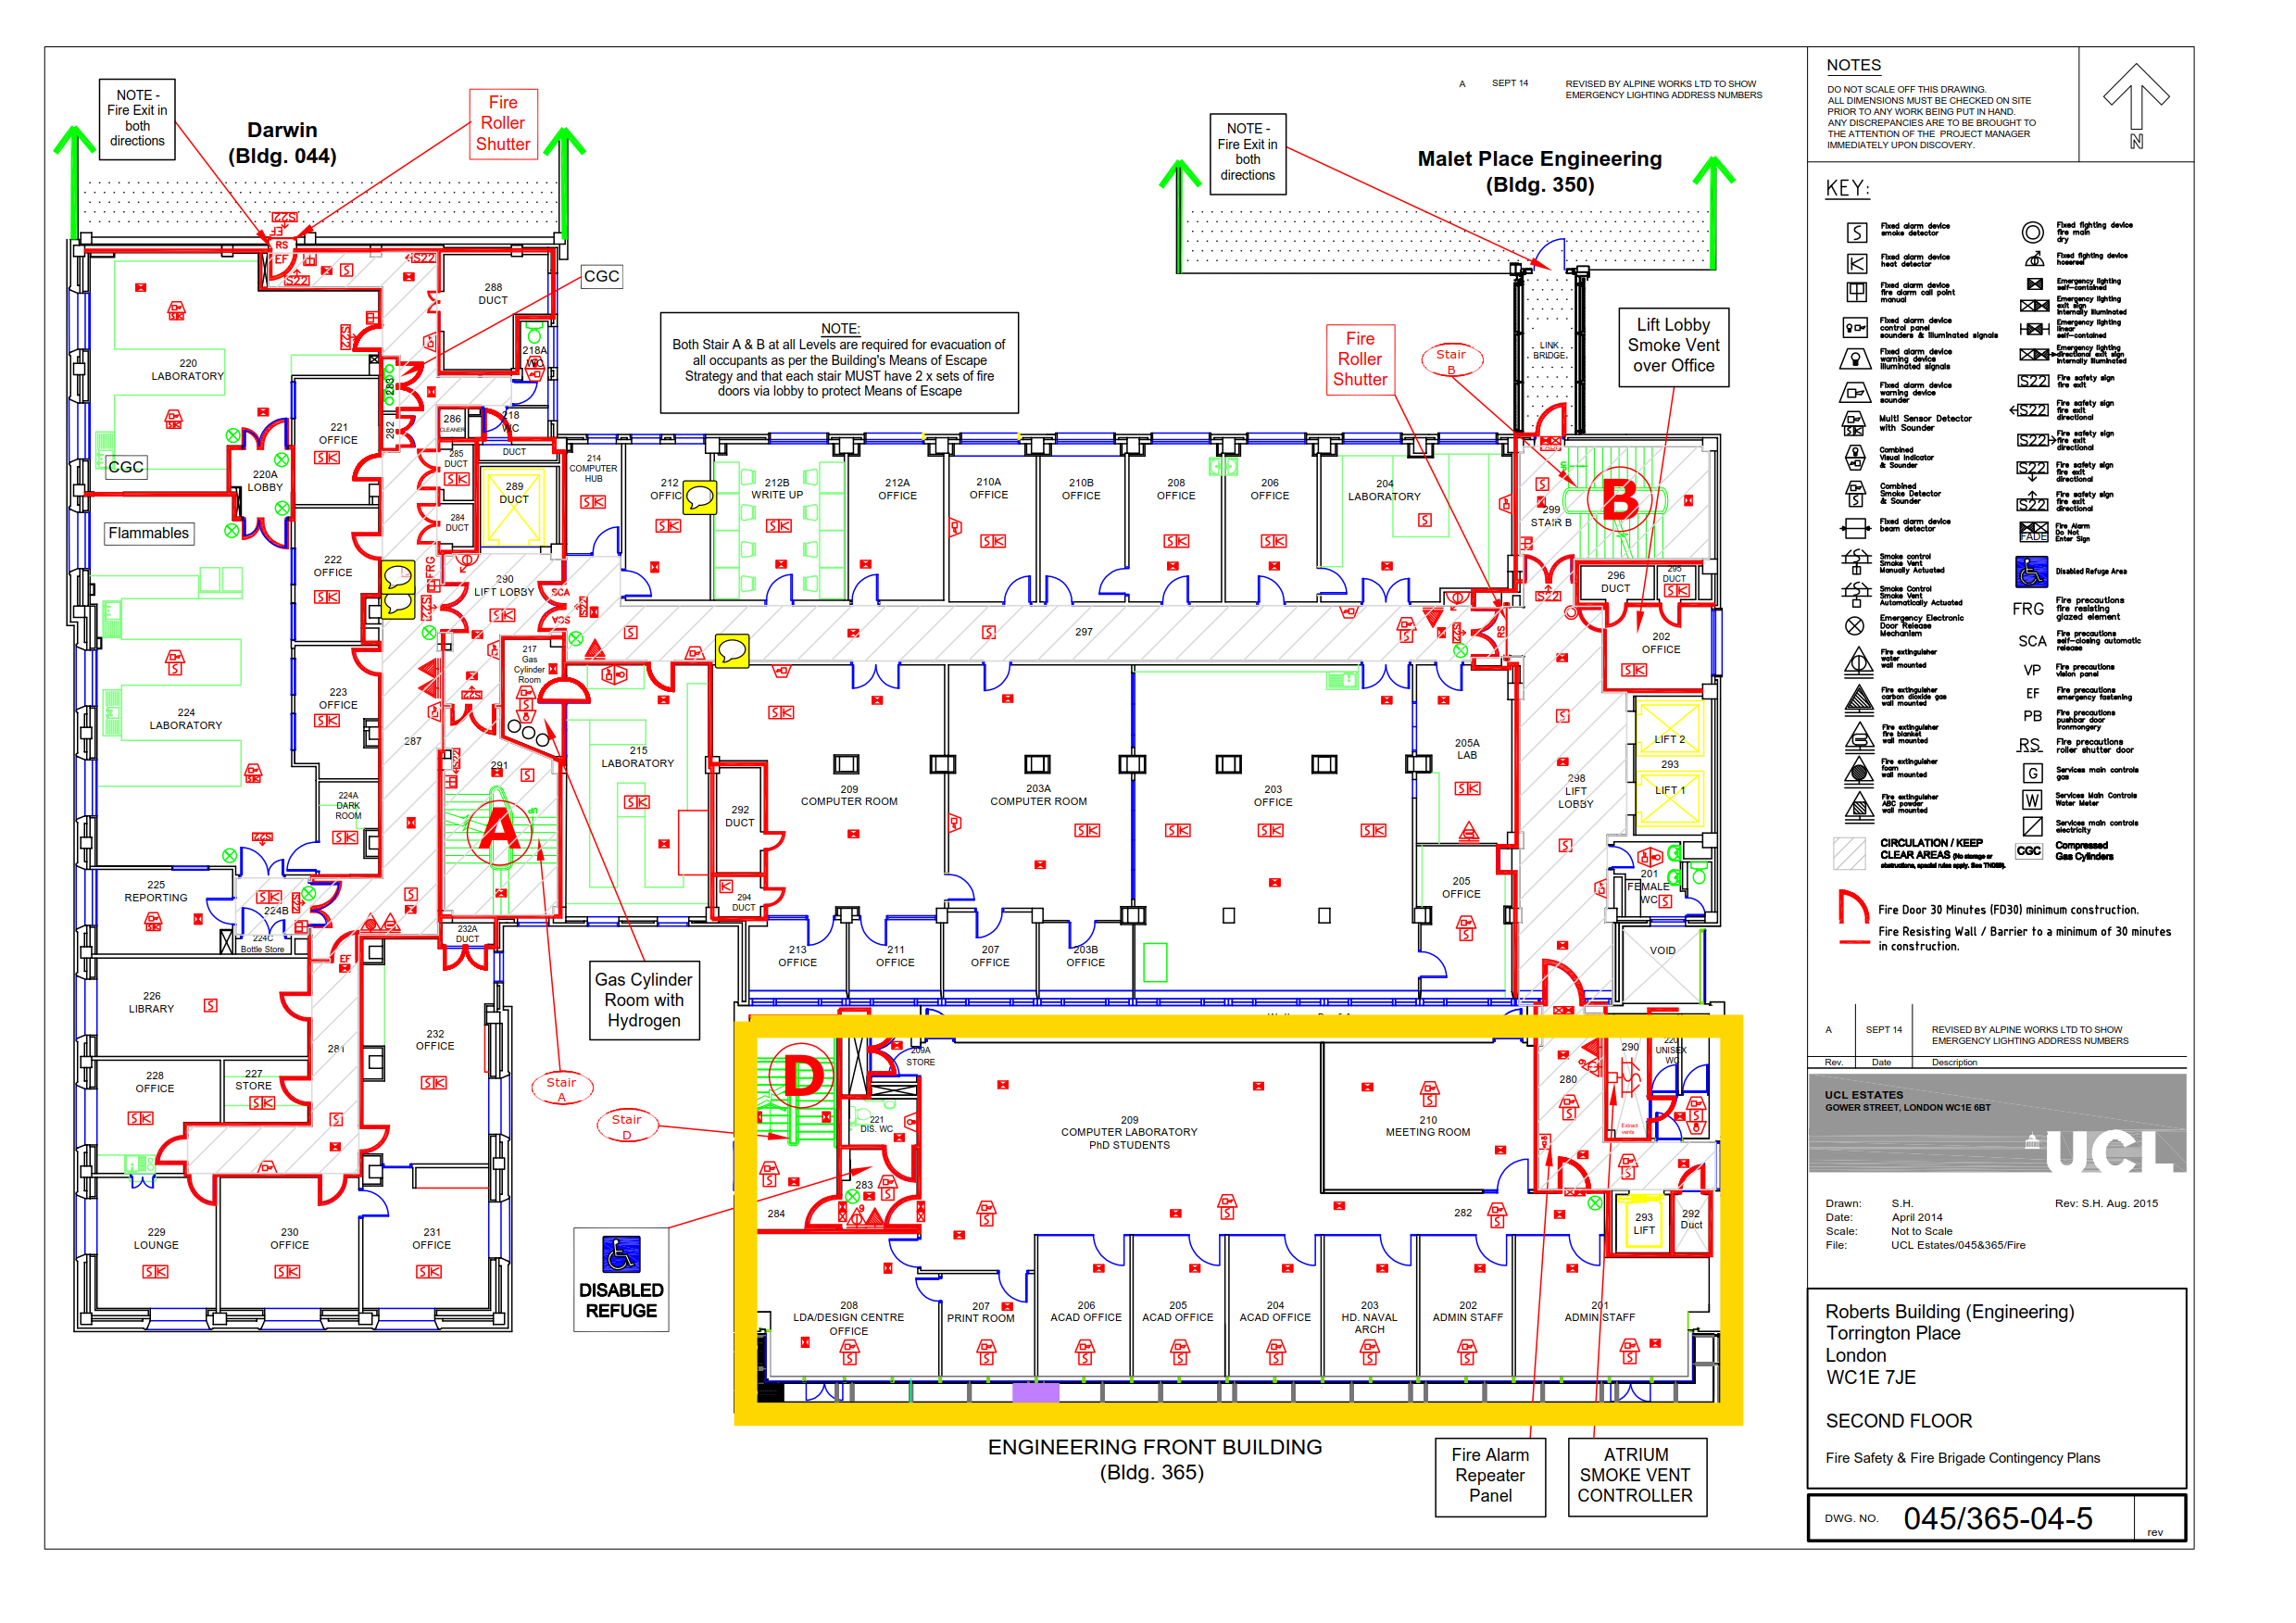 NOTE -
Fire Exit in
both
directions
Darwin
(Bldg. 044)
Fire
Roller
Shutter
A SEPT 14 REVISED BY ALPINE WORKS LTD TO SHOW
EMERGENCY LIGHTING ADDRESS NUMBERS
NOTE -
Fire Exit in
both
directions
Malet Place Engineering
(Bldg. 350)
CGC
NOTE:
Both Stair A & B at all Levels are required for evacuation of
all occupants as per the Building's Means of Escape
Strategy and that each stair MUST have 2 x sets of fire
doors via lobby to protect Means of Escape
Fire
Roller
Shutter
Stair
B
LINK
BRIDGE
Lift Lobby
Smoke Vent
over Office
RS
EF
S22
288
DUCT
218A
WC
220
LABORATORY
221
OFFICE
283
282
286
CLEANER
218
WC
DUCT
285
DUCT
289
DUCT
284
DUCT
CGC
220A
LOBBY
Flammables
222
OFFICE
FRG
290
LIFT LOBBY
SCA
SCA
214
COMPUTER
HUB
212
OFFIC
212B
WRITE UP
212A
OFFICE
210A
OFFICE
210B
OFFICE
208
OFFICE
206
OFFICE
204
LABORATORY
299
STAIR B
B
296
DUCT
295
DUCT
202
OFFICE
297
RS
217
Gas
Cylinder
Room
223
OFFICE
224
LABORATORY
287
291
A
224A
DARK
ROOM
215
LABORATORY
292
DUCT
294
DUCT
209
COMPUTER ROOM
203A
COMPUTER ROOM
203
OFFICE
205A
LAB
205
OFFICE
298
LIFT
LOBBY
LIFT 2
293
LIFT 1
201
FEMALE
WC
VOID
225
REPORTING
224B
224C
Bottle Store
232A
DUCT
EF
213
OFFICE
211
OFFICE
207
OFFICE
203B
OFFICE
226
LIBRARY
281
232
OFFICE
228
OFFICE
227
STORE
229
LOUNGE
230
OFFICE
231
OFFICE
Gas Cylinder
Room with
Hydrogen
Stair
A
Stair
D
DISABLED
REFUGE
D
209A
STORE
221
DIS. WC
283
284
209
COMPUTER LABORATORY
PhD STUDENTS
210
MEETING ROOM
280
290
Extract
vents
UNISEX
WC
282
293
LIFT
292
Duct
208
LDA/DESIGN CENTRE
OFFICE
207
PRINT ROOM
206
ACAD OFFICE
205
ACAD OFFICE
204
ACAD OFFICE
203
HD. NAVAL
ARCH
202
ADMIN STAFF
201
ADMIN STAFF
ENGINEERING FRONT BUILDING
(Bldg. 365)
Fire Alarm
Repeater
Panel
ATRIUM
SMOKE VENT
CONTROLLER
NOTES
DO NOT SCALE OFF THIS DRAWING.
ALL DIMENSIONS MUST BE CHECKED ON SITE
PRIOR TO ANY WORK BEING PUT IN HAND.
ANY DISCREPANCIES ARE TO BE BROUGHT TO
THE ATTENTION OF THE PROJECT MANAGER
IMMEDIATELY UPON DISCOVERY.
N
KEY:
Fixed alarm device
smoke detector
Fixed alarm device
heat detector
Fixed alarm device
fire alarm call point
manual
Fixed alarm device
control panel
sounders & illuminated signals
Fixed alarm device
warning device
illuminated signals
Fixed alarm device
warning device
sounder
Multi Sensor Detector
with Sounder
Combined
Visual Indicator
& Sounder
Combined
Smoke Detector
& Sounder
Fixed alarm device
beam detector
Smoke control
Smoke Vent
Manually Actuated
Smoke Control
Smoke Vent
Automatically Actuated
Emergency Electronic
Door Release
Mechanism
Fire extinguisher
water
wall mounted
Fire extinguisher
carbon dioxide gas
wall mounted
Fire extinguisher
fire blanket
wall mounted
Fire extinguisher
foam
wall mounted
Fire extinguisher
ABC powder
wall mounted
CIRCULATION / KEEP
CLEAR AREAS (No storage or
obstructions, special rules apply. See TN089).
Fixed fighting device
fire main
dry
Fixed fighting device
hosereel
Emergency lighting
self-contained
Emergency lighting
exit sign
internally illuminated
Emergency lighting
linear
self-contained
Emergency lighting
directional exit sign
internally illuminated
S22 Fire safety sign
fire exit
S22 Fire safety sign
fire exit
directional
S22 Fire safety sign
fire exit
directional
S22 Fire safety sign
fire exit
directional
S22 Fire safety sign
fire exit
directional
FADE Fire Alarm
Do Not
Enter Sign
Disabled Refuge Area
FRG Fire precautions
fire resisting
glazed element
SCA Fire precautions
self-closing automatic
release
VP Fire precautions
vision panel
EF Fire precautions
emergency fastening
PB Fire precautions
pushbar door
ironmongery
RS Fire precautions
roller shutter door
G Services main controls
gas
W Services Main Controls
Water Meter
Services main controls
electricity
CGC Compressed
Gas Cylinders
Fire Door 30 Minutes (FD30) minimum construction.
Fire Resisting Wall / Barrier to a minimum of 30 minutes
in construction.
A SEPT 14 REVISED BY ALPINE WORKS LTD TO SHOW
EMERGENCY LIGHTING ADDRESS NUMBERS
Rev. Date Description
UCL ESTATES
GOWER STREET, LONDON WC1E 6BT
UCL
Drawn: S.H. Rev: S.H. Aug. 2015
Date: April 2014
Scale: Not to Scale
File: UCL Estates/045&365/Fire
Roberts Building (Engineering)
Torrington Place
London
WC1E 7JE
SECOND FLOOR
Fire Safety & Fire Brigade Contingency Plans
DWG. NO. 045/365-04-5 rev